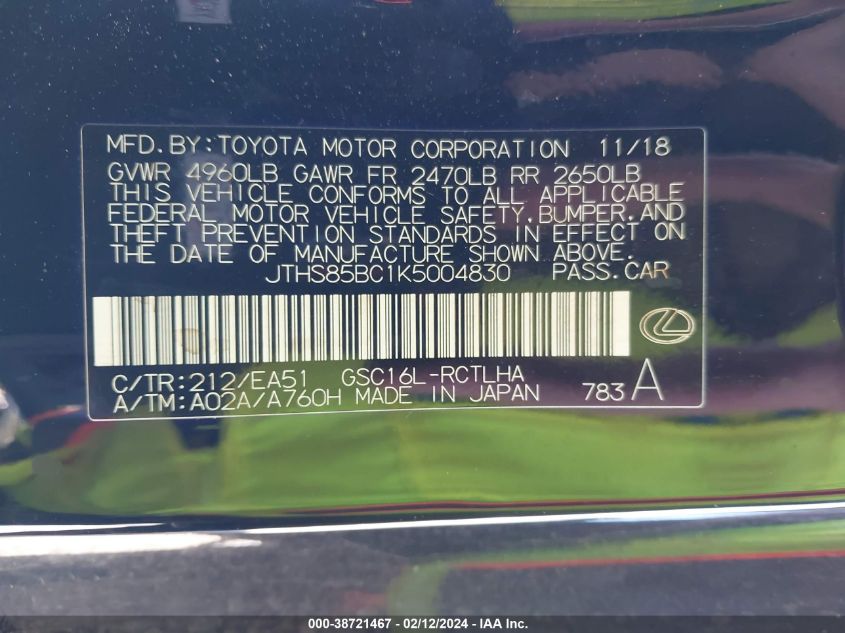 MFD. BY: TOYOTA MOTOR CORPORATION 11/18
GVWR 4960LB GAWR FR 2470LB RR 2650LB
THIS VEHICLE CONFORMS TO ALL APPLICABLE
FEDERAL MOTOR VEHICLE SAFETY, BUMPER, AND
THEFT PREVENTION STANDARDS IN EFFECT ON
THE DATE OF MANUFACTURE SHOWN ABOVE.
JTHS85BC1K5004830 PASS. CAR
C/TR: 212/EA51 GSC16L-RCTLHA
A/TM: A02A/A760H MADE IN JAPAN 783 A
000-38721467 - 02/12/2024 - IAA Inc.